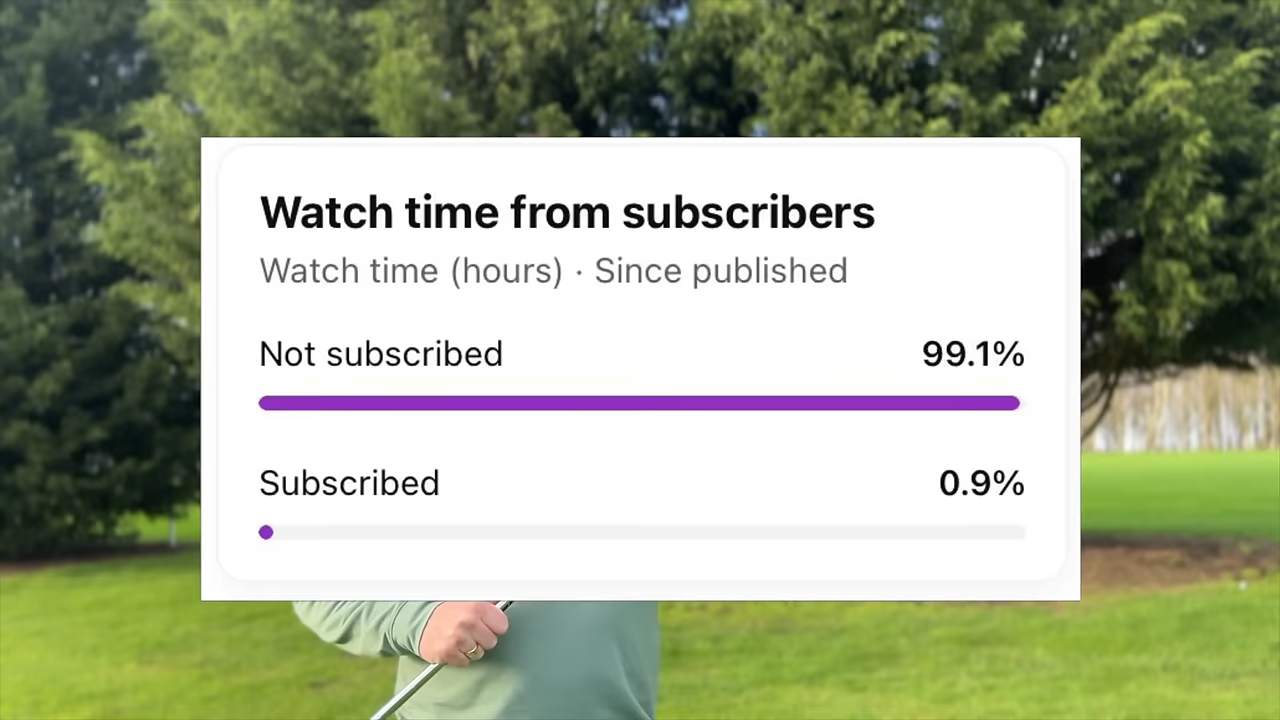 Watch time from subscribers
Watch time (hours) · Since published
Not subscribed 99.1%
Subscribed 0.9%